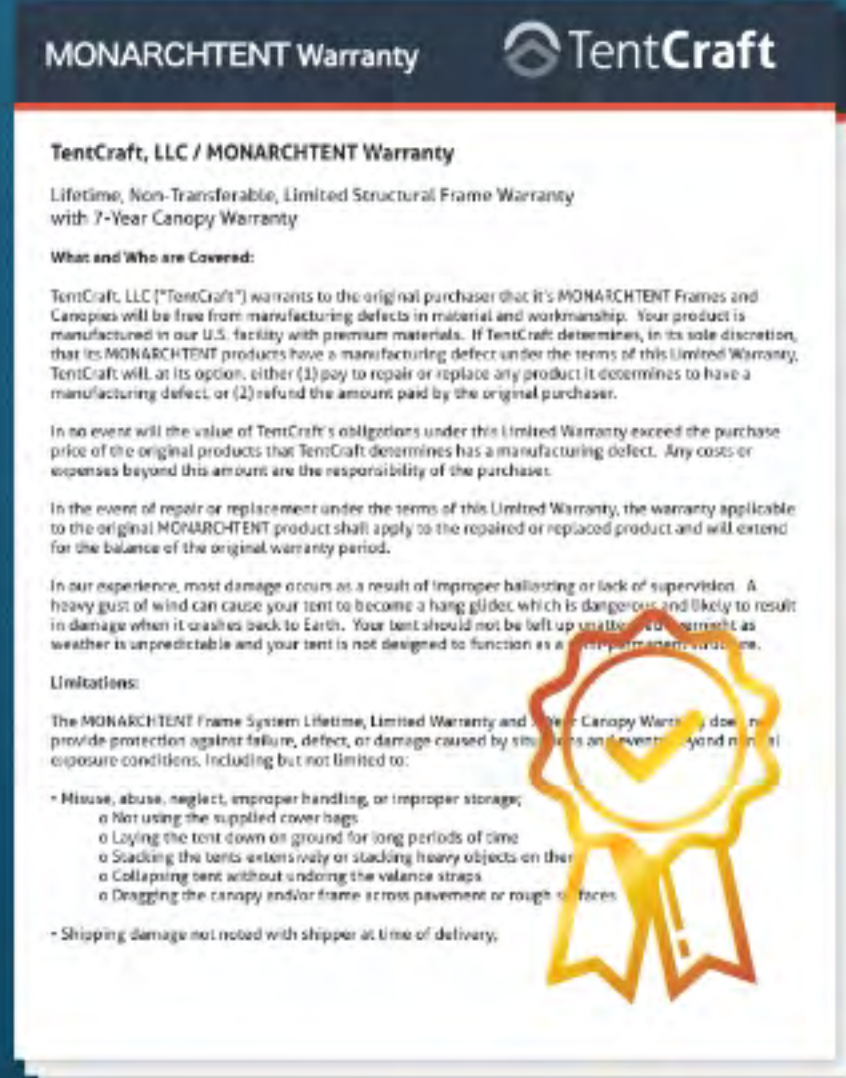 MONARCHTENT Warranty
TentCraft
TentCraft, LLC / MONARCHTENT Warranty
Lifetime, Non-Transferable, Limited Structural Frame Warranty
with 7-Year Canopy Warranty
What and Who are Covered:
TentCraft, LLC ("TentCraft") warrants to the original purchaser that it's MONARCHTENT Frames and
Canopies will be free from manufacturing defects in material and workmanship. Your product is
manufactured in our U.S. facility with premium materials. If TentCraft determines, in its sole discretion,
that its MONARCHTENT products have a manufacturing defect under the terms of this Limited Warranty,
TentCraft will, at its option, either (1) pay to repair or replace any product it determines to have a
manufacturing defect, or (2) refund the amount paid by the original purchaser.
In no event will the value of TentCraft's obligations under this Limited Warranty exceed the purchase
price of the original products that TentCraft determines has a manufacturing defect. Any costs or
expenses beyond this amount are the responsibility of the purchaser.
In the event of repair or replacement under the terms of this Limited Warranty, the warranty applicable
to the original MONARCHTENT product shall apply to the repaired or replaced product and will extend
for the balance of the original warranty period.
In our experience, most damage occurs as a result of improper ballasting or lack of supervision. A
heavy gust of wind can cause your tent to become a hang glider, which is dangerous and likely to result
in damage when it crashes back to Earth. Your tent should not be left up unattended overnight as
weather is unpredictable and your tent is not designed to function as a
Limitations:
The MONARCHTENT Frame System Lifetime, Limited Warranty and Year Canopy Warranty does
provide protection against failure, defect, or damage caused by situations and events beyond normal
exposure conditions, including but not limited to:
• Misuse, abuse, neglect, improper handling, or improper storage;
o Not using the supplied cover bags
o Laying the tent down on ground for long periods of time
o Stacking the tents extensively or stacking heavy objects on
o Collapsing tent without undoing the valance straps
o Dragging the canopy and/or frame across pavement or rough surfaces
• Shipping damage not noted with shipper at time of delivery.